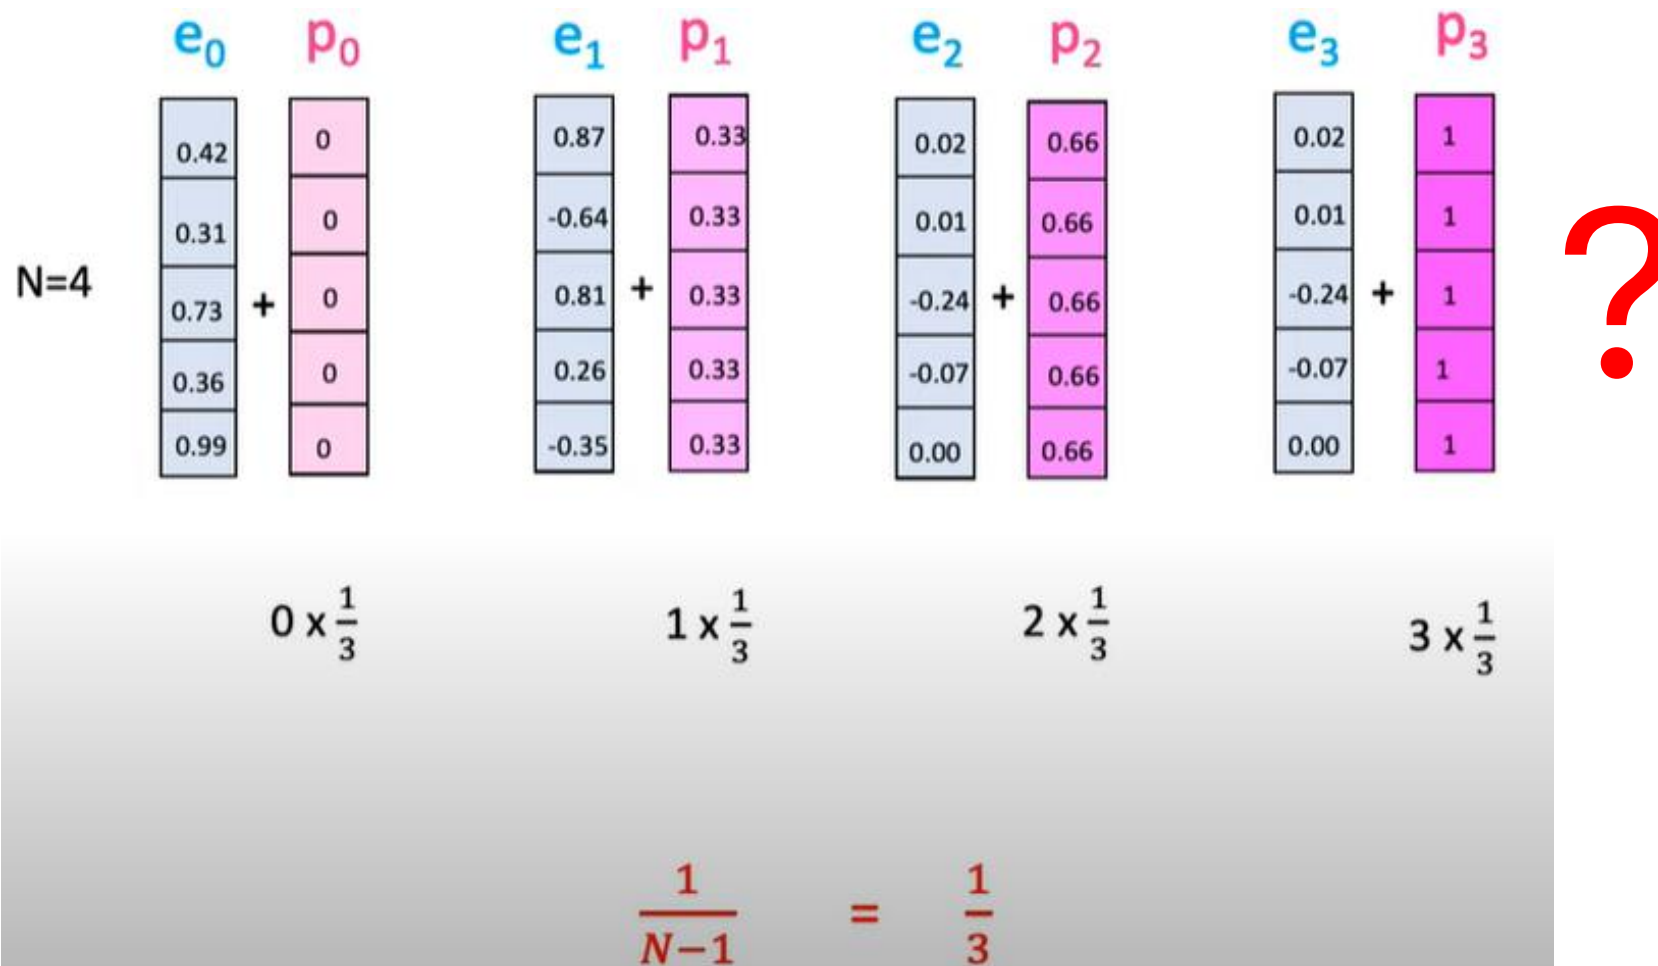 e₀ p₀ e₁ p₁ e₂ p₂ e₃ p₃
0.42 0 0.87 0.33 0.02 0.66 0.02 1
0.31 0 -0.64 0.33 0.01 0.66 0.01 1
N=4 0.73 + 0 0.81 + 0.33 -0.24 + 0.66 -0.24 + 1 ?
0.36 0 0.26 0.33 -0.07 0.66 -0.07 1
0.99 0 -0.35 0.33 0.00 0.66 0.00 1
0 x 1/3 1 x 1/3 2 x 1/3 3 x 1/3
1/N−1 = 1/3